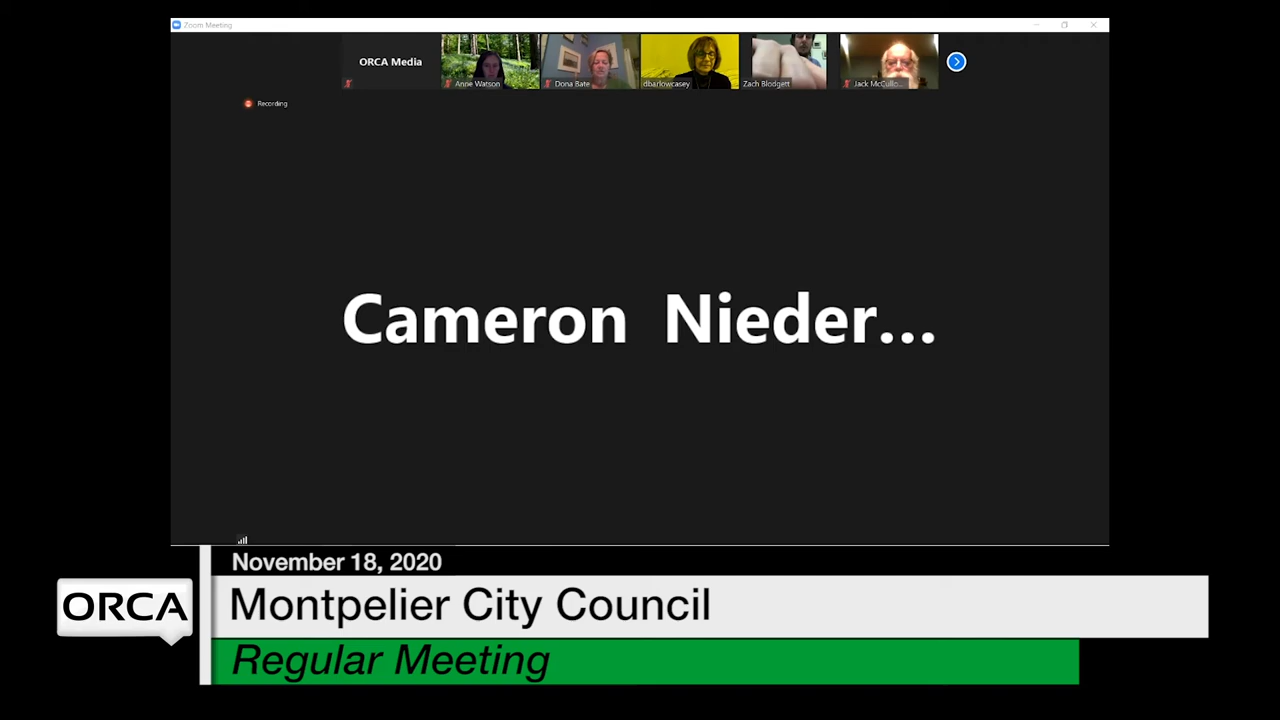 Zoom Meeting
ORCA Media
Anne Watson
Dona Bate
dbarlowcasey
Zach Blodgett
Jack McCullo...
Recording
Cameron Nieder...
November 18, 2020
ORCA
Montpelier City Council
Regular Meeting